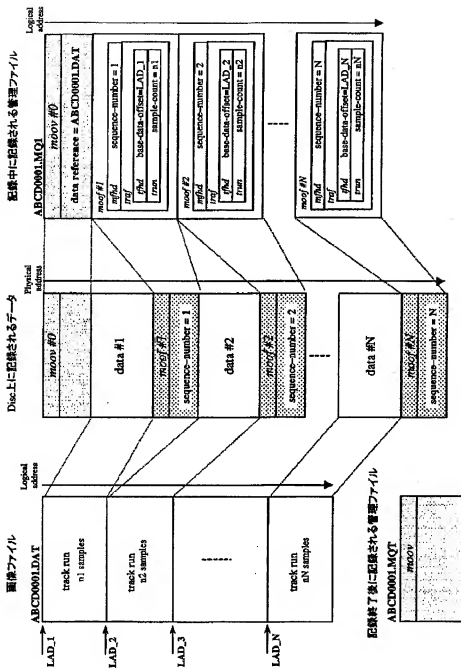 記録中に記録される管理ファイル
Logical
address
ABCD0001.MQ1
moov #0
data reference = ABCD0001.DAT
moof #1
mfhd
sequence-number = 1
traf
tfhd
base-data-offset=LAD_1
trun
sample-count = n1
moof #2
mfhd
sequence-number = 2
traf
tfhd
base-data-offset=LAD_2
trun
sample-count = n2
moof #N
mfhd
sequence-number = N
traf
tfhd
base-data-offset=LAD_N
trun
sample-count = nN
Disc上に記録されるデータ
Physical
address
moov #0
data #1
moof #1
sequence-number = 1
data #2
moof #2
sequence-number = 2
data #N
moof #N
sequence-number = N
画像ファイル
Logical
address
ABCD0001.DAT
LAD_1
track run
n1 samples
LAD_2
track run
n2 samples
LAD_3
LAD_N
track run
nN samples
記録終了後に記録される管理ファイル
ABCD0001.MQT
moov